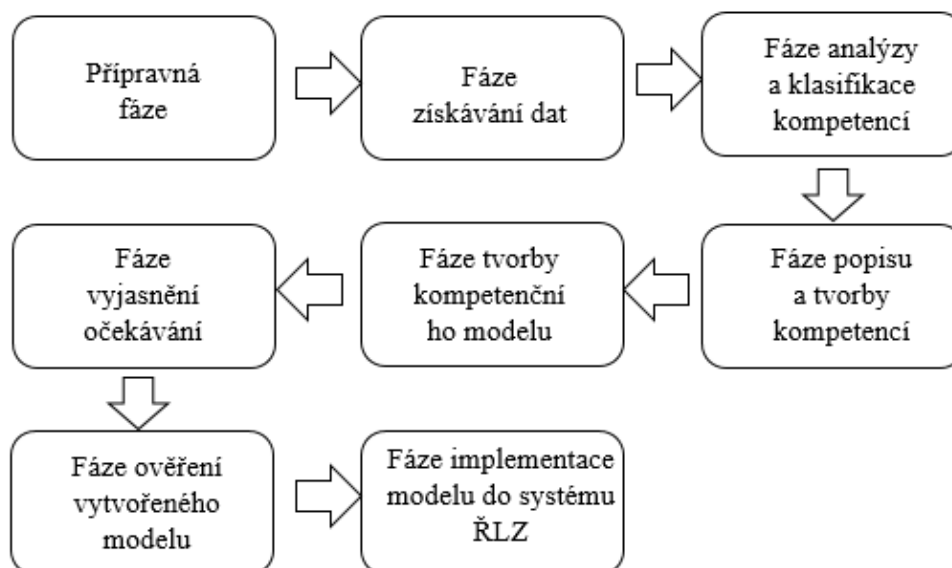 Přípravná
fáze
Fáze
získávání dat
Fáze analýzy
a klasifikace
kompetencí
Fáze popisu
a tvorby
kompetencí
Fáze tvorby
kompetenční
ho modelu
Fáze
vyjasnění
očekávání
Fáze ověření
vytvořeného
modelu
Fáze implementace
modelu do systému
ŘLZ